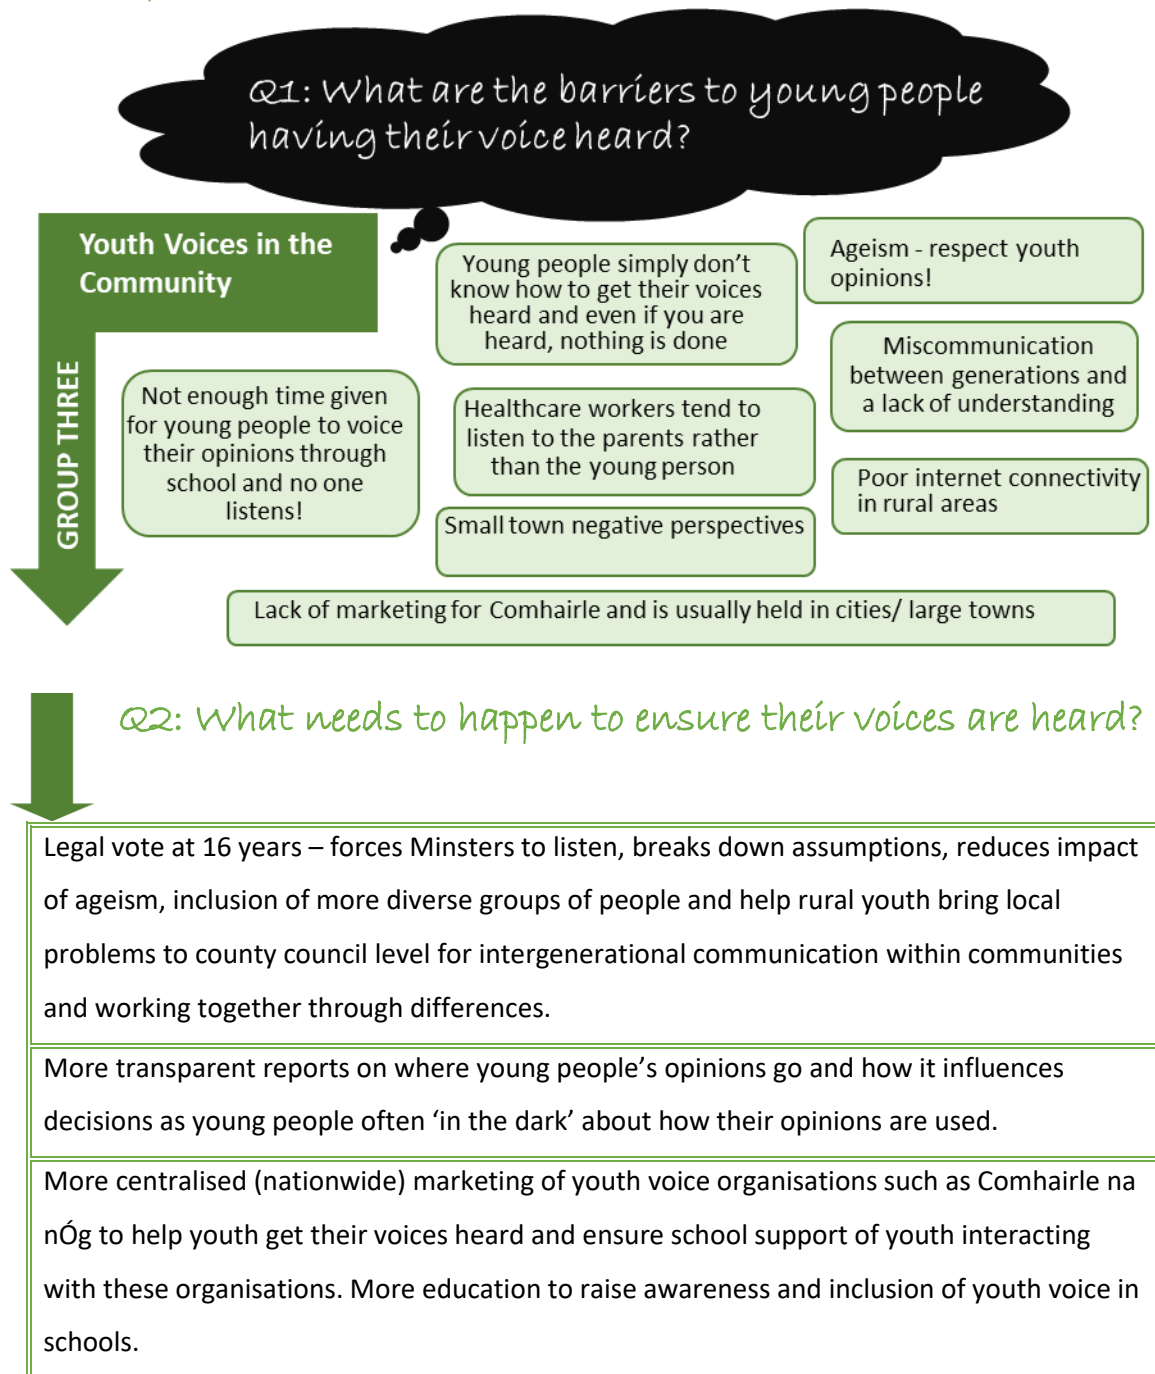 Q1: What are the barriers to young people
having their voice heard?
Youth Voices in the
Community
GROUP THREE
Young people simply don’t
know how to get their voices
heard and even if you are
heard, nothing is done
Ageism - respect youth
opinions!
Miscommunication
between generations and
a lack of understanding
Not enough time given
for young people to voice
their opinions through
school and no one
listens!
Healthcare workers tend to
listen to the parents rather
than the young person
Poor internet connectivity
in rural areas
Small town negative perspectives
Lack of marketing for Comhairle and is usually held in cities/ large towns
Q2: What needs to happen to ensure their voices are heard?
Legal vote at 16 years – forces Minsters to listen, breaks down assumptions, reduces impact
of ageism, inclusion of more diverse groups of people and help rural youth bring local
problems to county council level for intergenerational communication within communities
and working together through differences.
More transparent reports on where young people’s opinions go and how it influences
decisions as young people often ‘in the dark’ about how their opinions are used.
More centralised (nationwide) marketing of youth voice organisations such as Comhairle na
nÓg to help youth get their voices heard and ensure school support of youth interacting
with these organisations. More education to raise awareness and inclusion of youth voice in
schools.